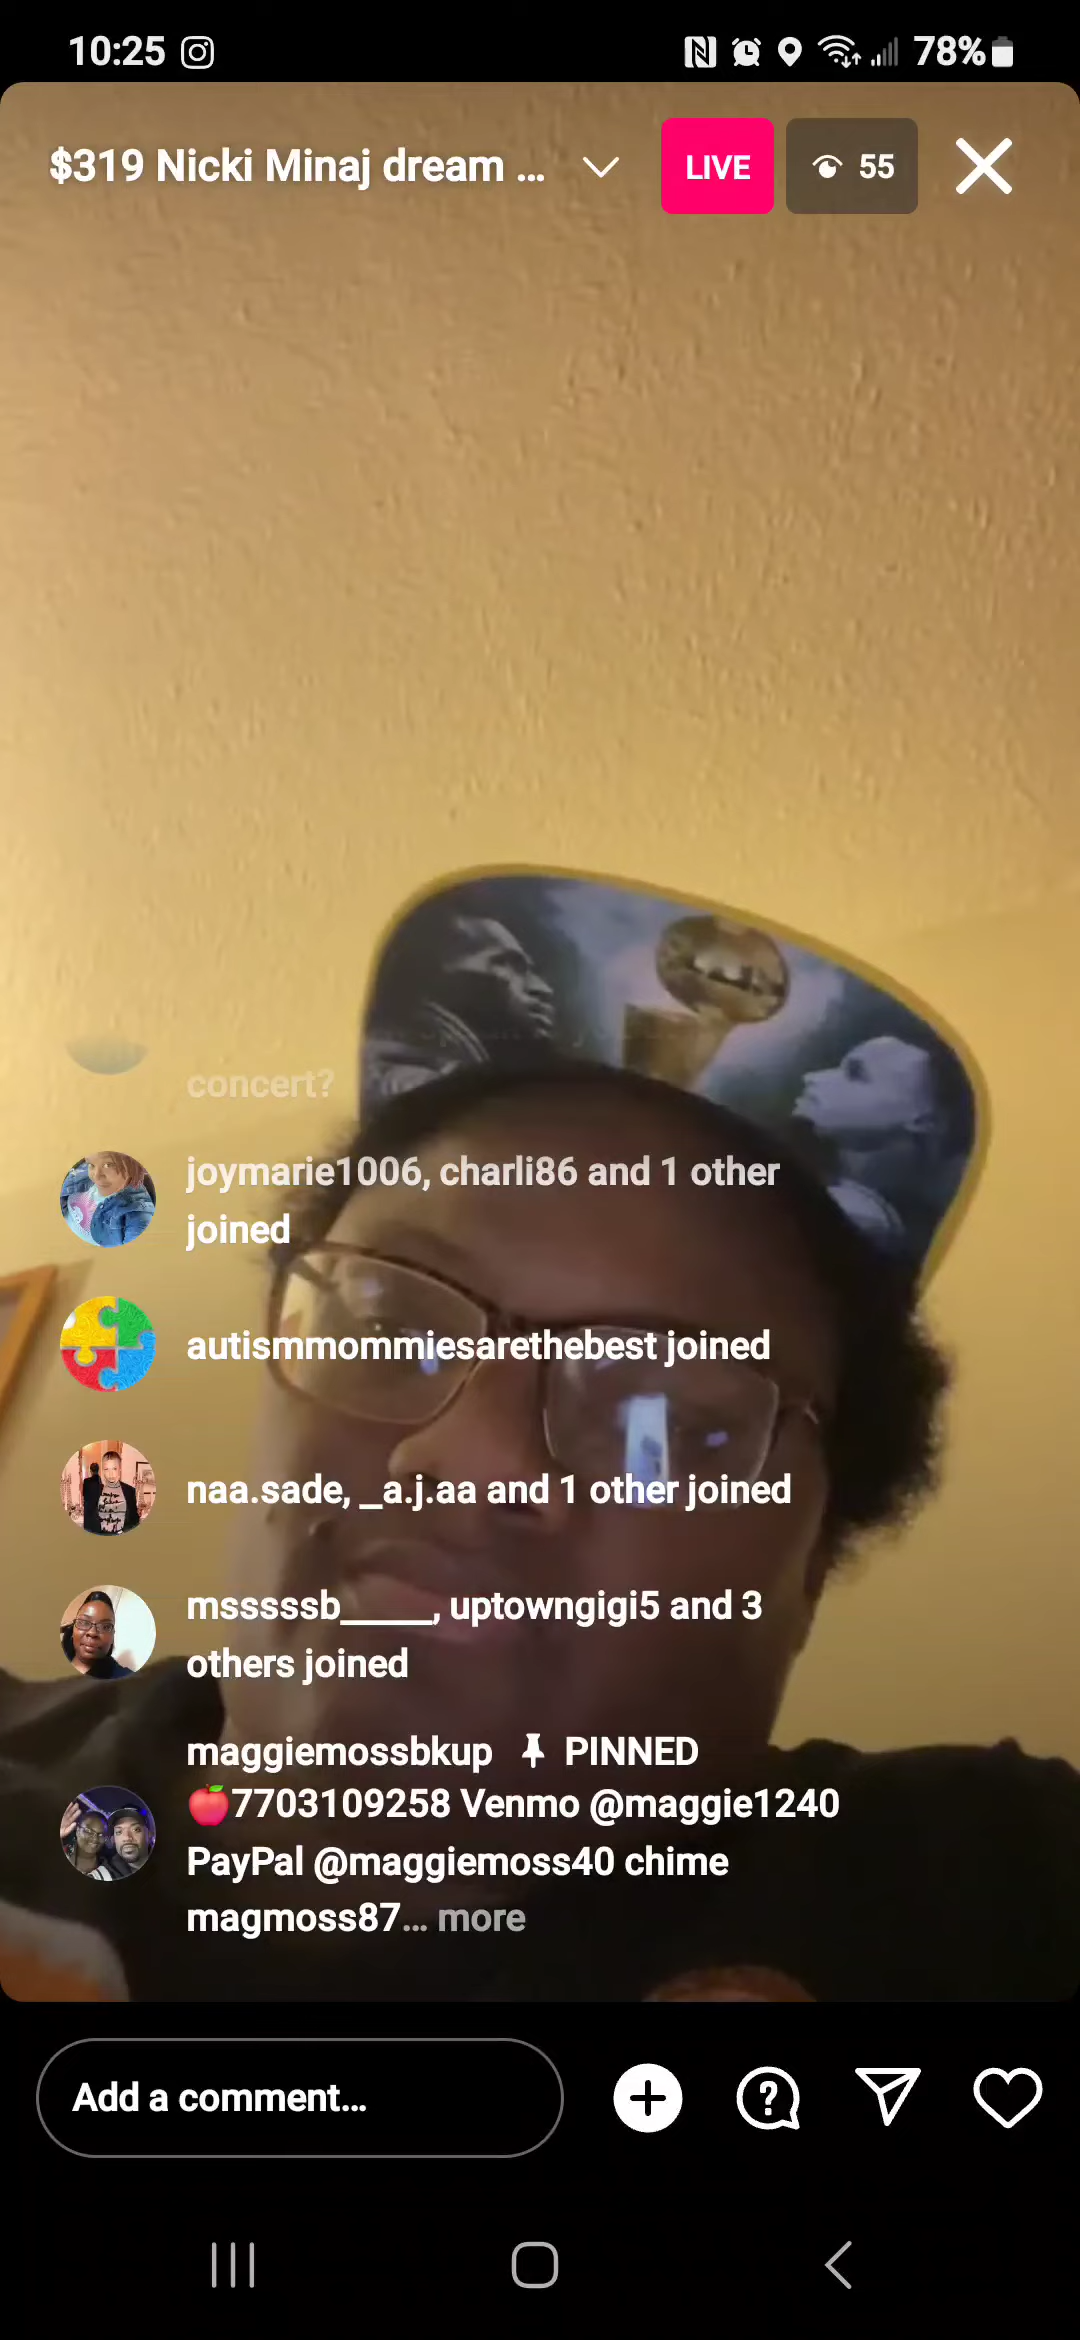 10:25 78%
$319 Nicki Minaj dream ... LIVE 55
concert?
joymarie1006, charli86 and 1 other
joined
autismmommiesarethebest joined
naa.sade, _a.j.aa and 1 other joined
msssssb_____, uptowngigi5 and 3
others joined
maggiemossbkup PINNED
🍎7703109258 Venmo @maggie1240
PayPal @maggiemoss40 chime
magmoss87... more
Add a comment...